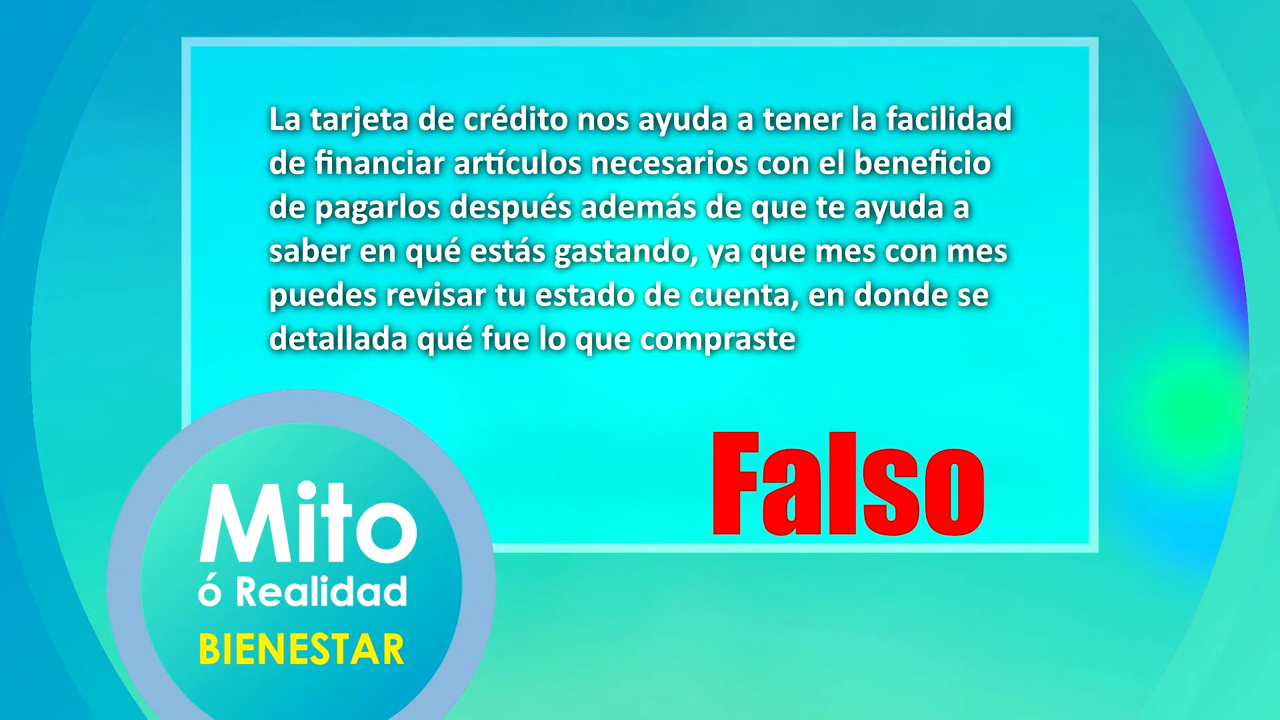 La tarjeta de crédito nos ayuda a tener la facilidad
de financiar artículos necesarios con el beneficio
de pagarlos después además de que te ayuda a
saber en qué estás gastando, ya que mes con mes
puedes revisar tu estado de cuenta, en donde se
detallada qué fue lo que compraste
Falso
Mito
ó Realidad
BIENESTAR